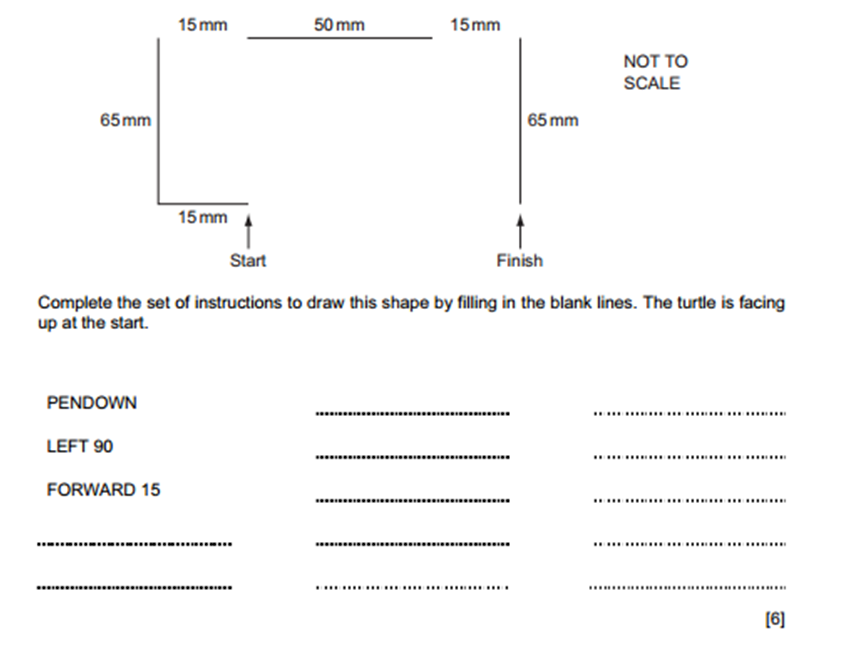 15 mm 50 mm 15 mm
NOT TO
SCALE
65 mm 65 mm
15 mm
Start Finish
Complete the set of instructions to draw this shape by filling in the blank lines. The turtle is facing
up at the start.
PENDOWN
LEFT 90
FORWARD 15
[6]